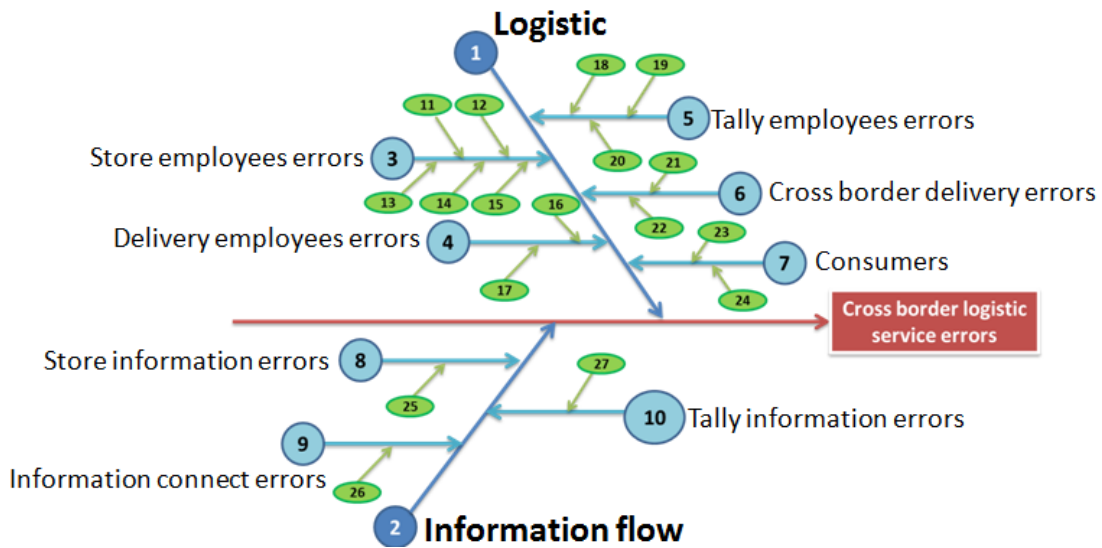 Logistic
1
18
19
11
12
5
Tally employees errors
Store employees errors
3
20
21
6
Cross border delivery errors
13
14
15
16
22
23
Delivery employees errors
4
7
Consumers
17
24
Cross border logistic
service errors
Store information errors
8
27
25
10
Tally information errors
9
Information connect errors
26
2
Information flow